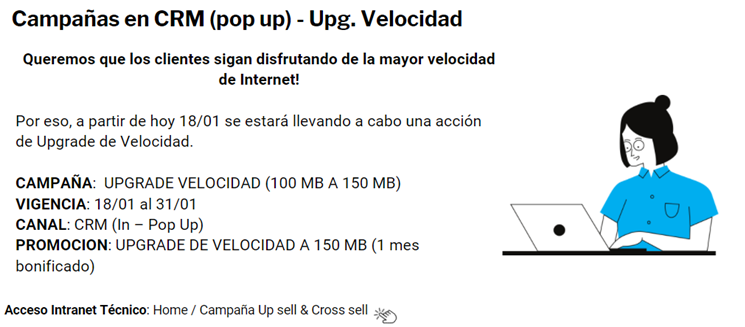 Campañas en CRM (pop up) - Upg. Velocidad
Queremos que los clientes sigan disfrutando de la mayor velocidad
de Internet!
Por eso, a partir de hoy 18/01 se estará llevando a cabo una acción
de Upgrade de Velocidad.
CAMPAÑA: UPGRADE VELOCIDAD (100 MB A 150 MB)
VIGENCIA: 18/01 al 31/01
CANAL: CRM (In – Pop Up)
PROMOCION: UPGRADE DE VELOCIDAD A 150 MB (1 mes
bonificado)
Acceso Intranet Técnico: Home / Campaña Up sell & Cross sell